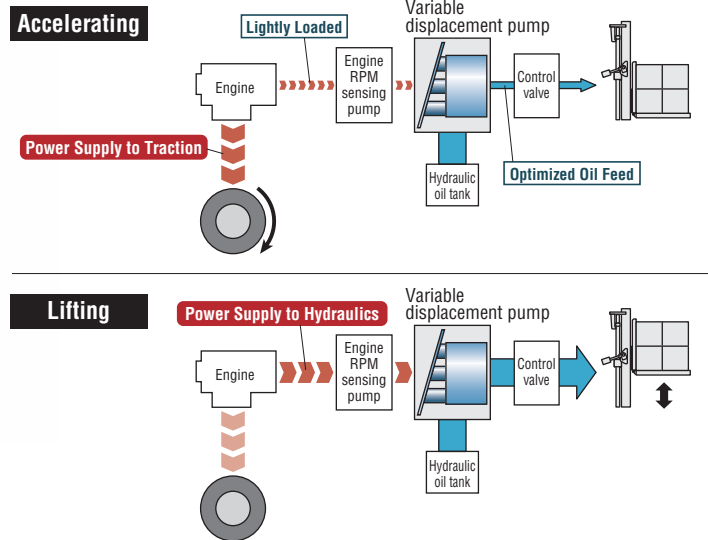 Accelerating
Lightly Loaded
Variable
displacement pump
Engine
Engine
RPM
sensing
pump
Control
valve
Power Supply to Traction
Hydraulic
oil tank
Optimized Oil Feed
Lifting
Power Supply to Hydraulics
Variable
displacement pump
Engine
Engine
RPM
sensing
pump
Control
valve
Hydraulic
oil tank